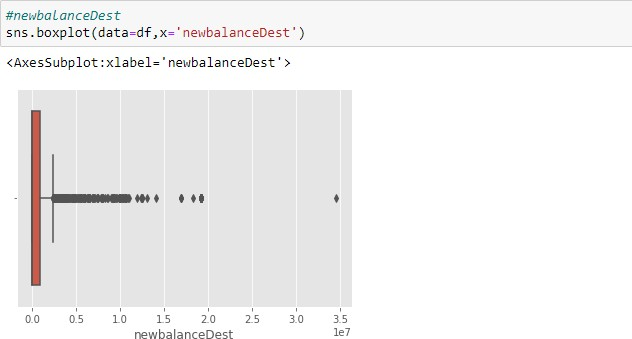 #newbalanceDest
sns.boxplot(data=df,x='newbalanceDest')
<AxesSubplot:xlabel='newbalanceDest'>
0.0 0.5 1.0 1.5 2.0 2.5 3.0 3.5
1e7
newbalanceDest